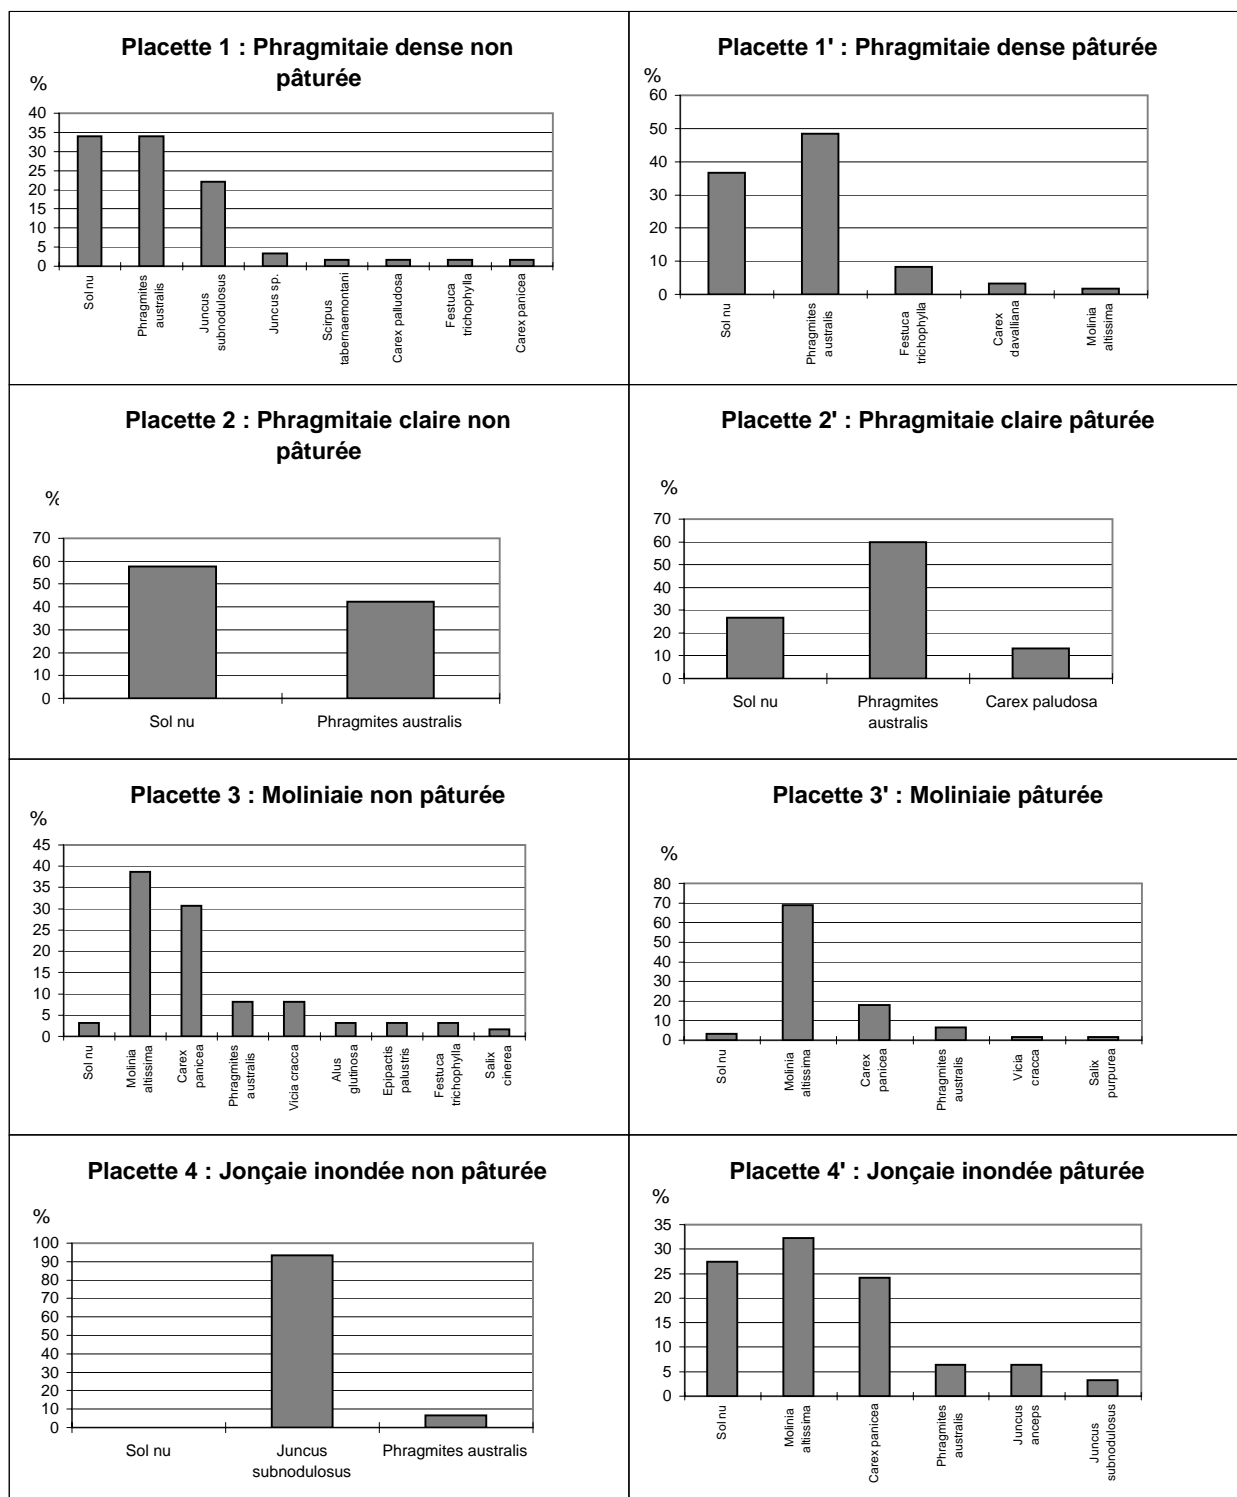 Placette 1 : Phragmitaie dense non
pâturée
%
40
35
30
25
20
15
10
5
0
Sol nu
Phragmites
australis
Juncus
subnodulosus
Juncus sp.
Scirpus
tabernaemontani
Carex palludosa
Festuca
trichophylla
Carex panicea
Placette 1' : Phragmitaie dense pâturée
%
60
50
40
30
20
10
0
Sol nu
Phragmites
australis
Festuca
trichophylla
Carex
davalliana
Molinia
altissima
Placette 2 : Phragmitaie claire non
pâturée
%
70
60
50
40
30
20
10
0
Sol nu
Phragmites australis
Placette 2' : Phragmitaie claire pâturée
%
70
60
50
40
30
20
10
0
Sol nu
Phragmites
australis
Carex paludosa
Placette 3 : Moliniaie non pâturée
%
45
40
35
30
25
20
15
10
5
0
Sol nu
Molinia
altissima
Carex
panicea
Phragmites
australis
Vicia cracca
Alus
glutinosa
Epipactis
palustris
Festuca
trichophylla
Salix
cinerea
Placette 3' : Moliniaie pâturée
%
80
70
60
50
40
30
20
10
0
Sol nu
Molinia
altissima
Carex
panicea
Phragmites
australis
Vicia
cracca
Salix
purpurea
Placette 4 : Jonçaie inondée non pâturée
%
100
90
80
70
60
50
40
30
20
10
0
Sol nu
Juncus
subnodulosus
Phragmites australis
Placette 4' : Jonçaie inondée pâturée
%
35
30
25
20
15
10
5
0
Sol nu
Molinia
altissima
Carex panicea
Phragmites
australis
Juncus
anceps
Juncus
subnodulosus